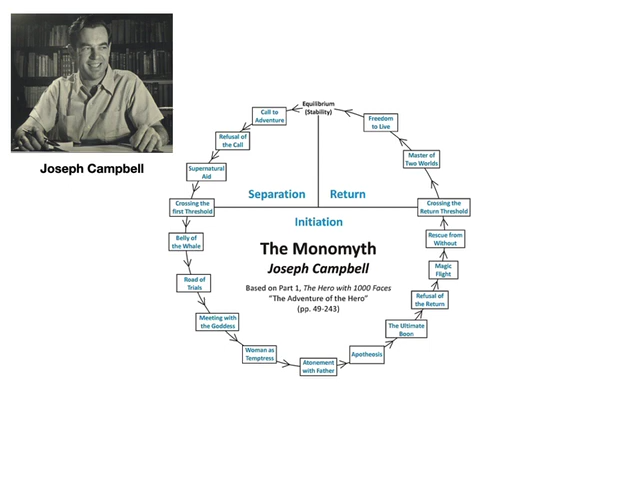 Joseph Campbell
Equilibrium
(Stability)
Call to
Adventure
Refusal of
the Call
Supernatural
Aid
Crossing the
first Threshold
Belly of
the Whale
Road of
Trials
Meeting with
the Goddess
Woman as
Temptress
Atonement
with Father
Apotheosis
The Ultimate
Boon
Refusal of
the Return
Magic
Flight
Rescue from
Without
Crossing the
Return Threshold
Master of
Two Worlds
Freedom
to Live
Separation
Return
Initiation
The Monomyth
Joseph Campbell
Based on Part 1, The Hero with 1000 Faces
“The Adventure of the Hero”
(pp. 49-243)